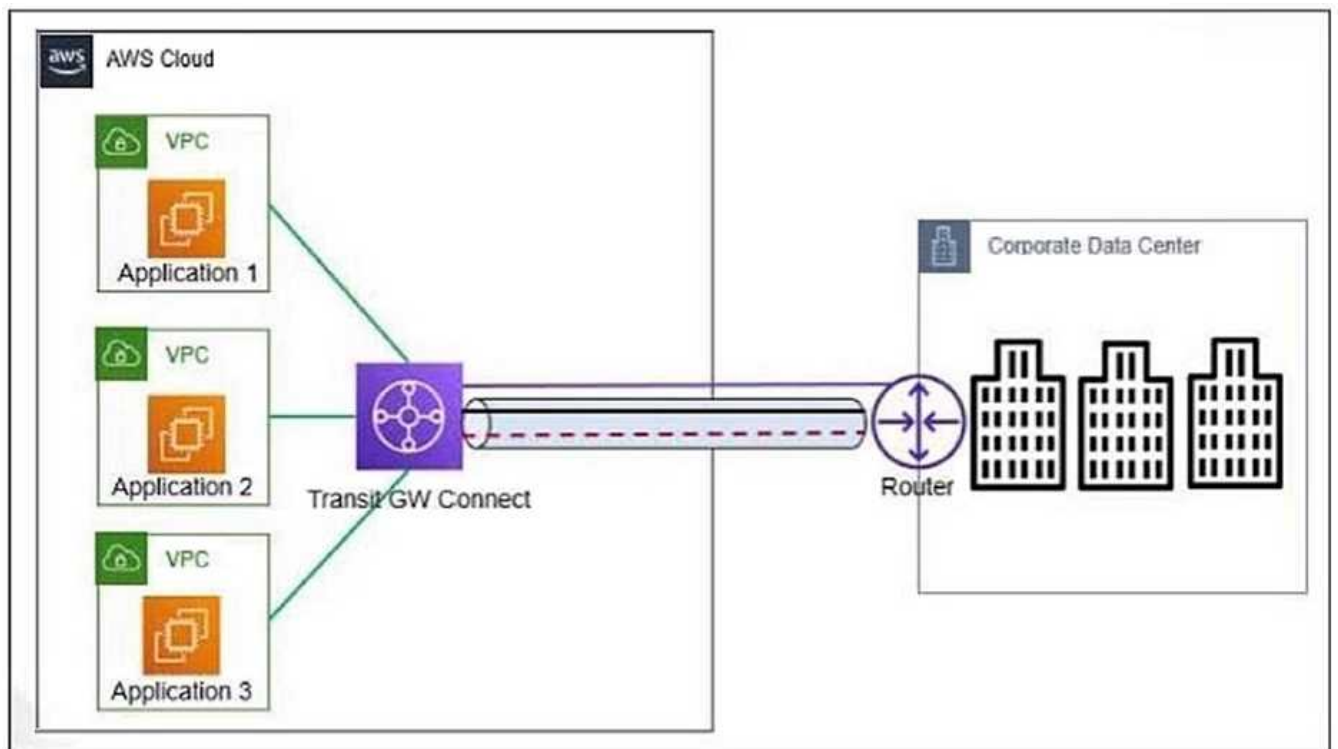 aws
AWS Cloud
VPC
Application 1
VPC
Application 2
Transit GW Connect
VPC
Application 3
Corporate Data Center
Router